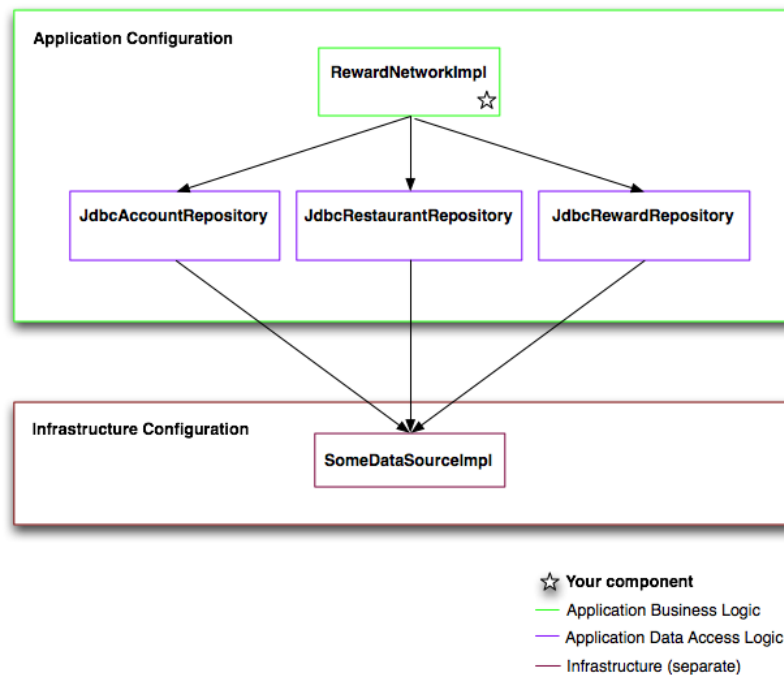 Application Configuration
RewardNetworkImpl
JdbcAccountRepository
JdbcRestaurantRepository
JdbcRewardRepository
Infrastructure Configuration
SomeDataSourceImpl
Your component
Application Business Logic
Application Data Access Logic
Infrastructure (separate)